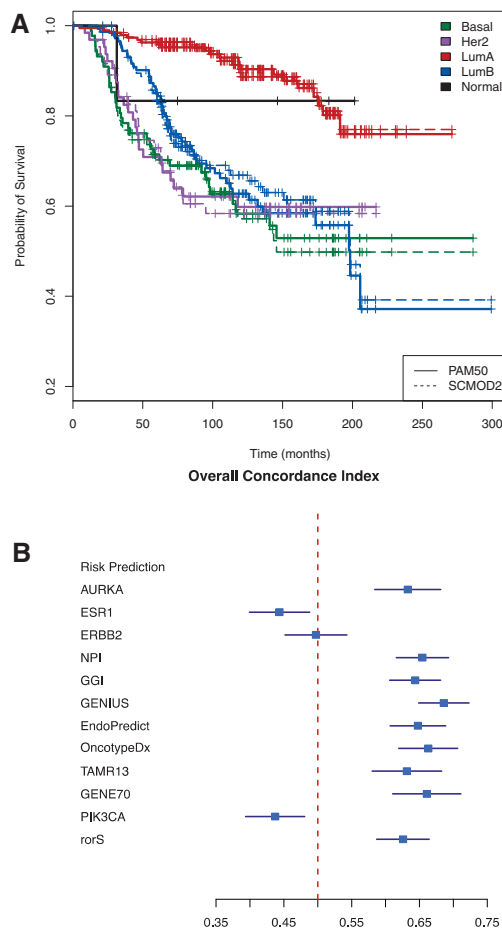 A
Basal
Her2
LumA
LumB
Normal
Probability of Survival
1.0
0.8
0.6
0.4
0.2
PAM50
SCMOD2
0 50 100 150 200 250 300
Time (months)
Overall Concordance Index
B
Risk Prediction
AURKA
ESR1
ERBB2
NPI
GGI
GENIUS
EndoPredict
OncotypeDx
TAMR13
GENE70
PIK3CA
rorS
0.35 0.45 0.55 0.65 0.75